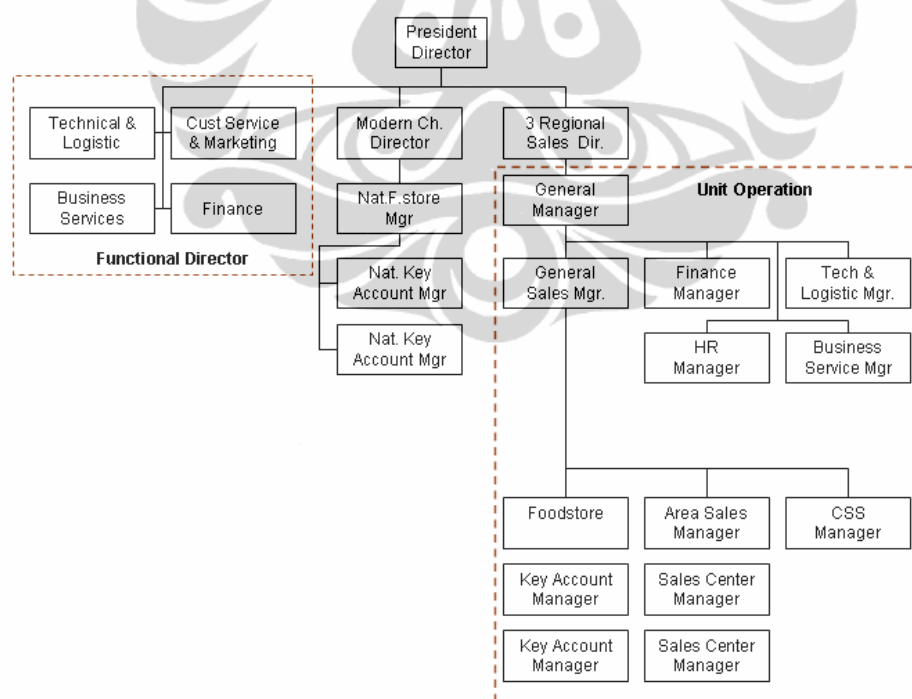 President
Director
Technical &
Logistic
Cust Service
& Marketing
Modern Ch.
Director
3 Regional
Sales Dir.
Business
Services
Finance
Nat.F.store
Mgr
General
Manager
Unit Operation
Functional Director
Nat. Key
Account Mgr
General
Sales Mgr.
Finance
Manager
Tech &
Logistic Mgr.
Nat. Key
Account Mgr
HR
Manager
Business
Service Mgr
Foodstore
Area Sales
Manager
CSS
Manager
Key Account
Manager
Sales Center
Manager
Key Account
Manager
Sales Center
Manager